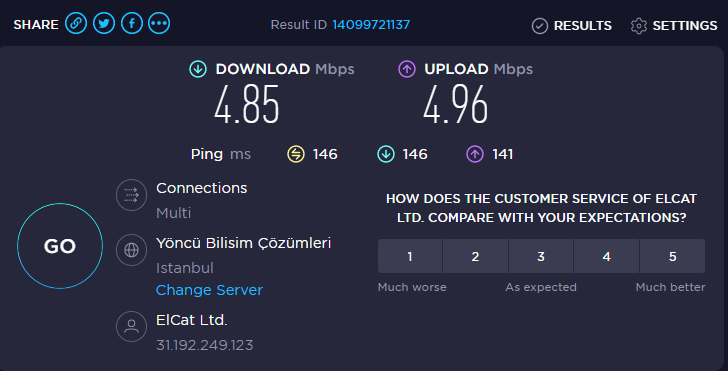 SHARE
Result ID 14099721137
RESULTS
SETTINGS
DOWNLOAD Mbps
4.85
UPLOAD Mbps
4.96
Ping ms 146 146 141
GO
Connections
Multi
Yöncü Bilisim Çözümleri
Istanbul
Change Server
ElCat Ltd.
31.192.249.123
HOW DOES THE CUSTOMER SERVICE OF ELCAT
LTD. COMPARE WITH YOUR EXPECTATIONS?
1 2 3 4 5
Much worse As expected Much better